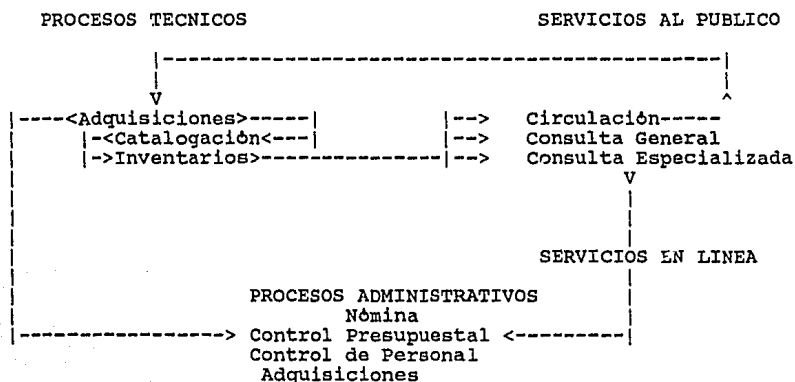 PROCESOS TECNICOS SERVICIOS AL PUBLICO
|-----------------------------------------|
V ^
|----<Adquisiciones>-----| |--> Circulación-----
|-<Catalogación<---| |--> Consulta General
|->Inventarios>---------------|--> Consulta Especializada
V
SERVICIOS EN LINEA
PROCESOS ADMINISTRATIVOS
Nómina
|-----------------> Control Presupuestal <---------|
Control de Personal
Adquisiciones